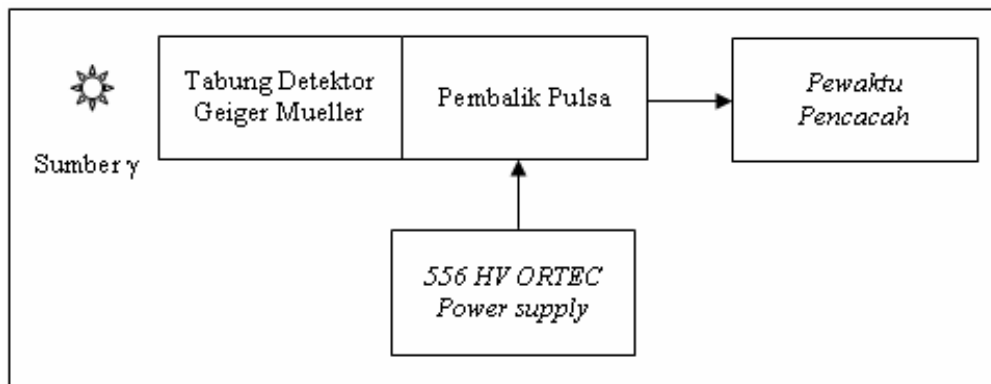 Tabung Detektor
Geiger Mueller
Pembalik Pulsa
Pewaktu
Pencacah
Sumber γ
556 HV ORTEC
Power supply